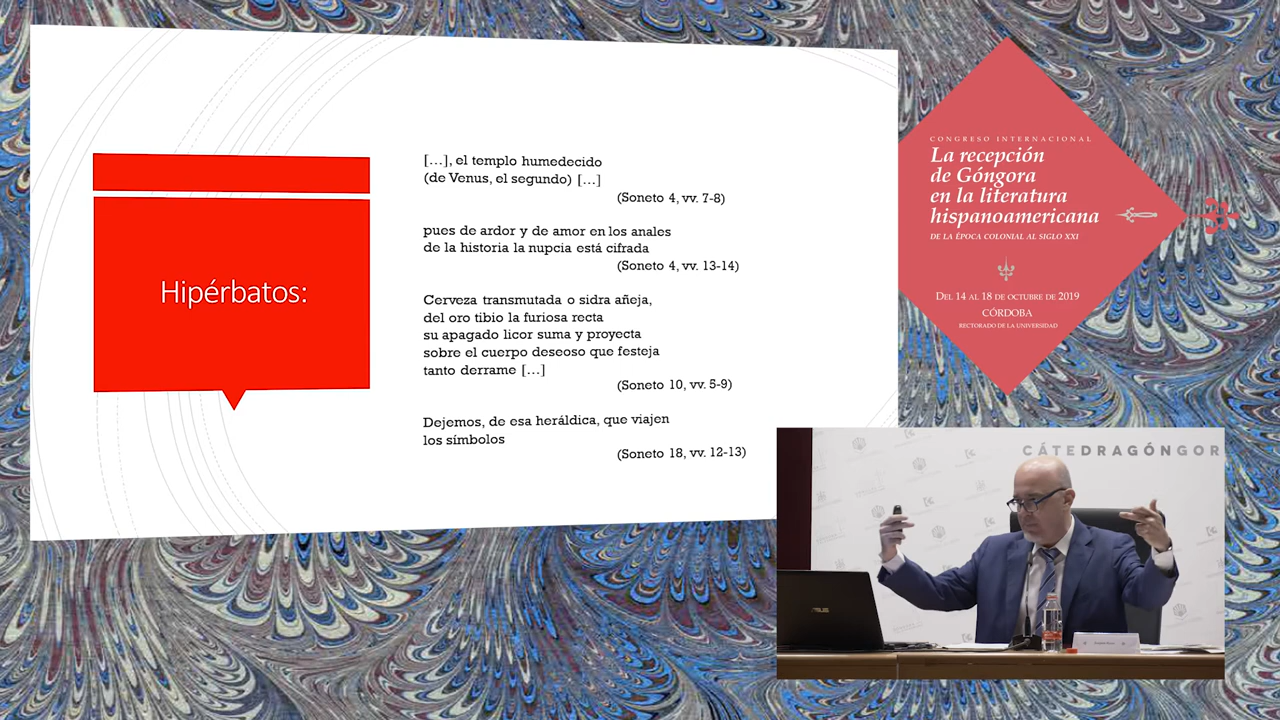 Hipérbatos:
[…], el templo humedecido
(de Venus, el segundo) […]
(Soneto 4, vv. 7-8)
pues de ardor y de amor en los anales
de la historia la nupcia está cifrada
(Soneto 4, vv. 13-14)
Cerveza transmutada o sidra añeja,
del oro tibio la furiosa recta
su apagado licor suma y proyecta
sobre el cuerpo deseoso que festeja
tanto derrame […]
(Soneto 10, vv. 5-9)
Dejemos, de esa heráldica, que viajen
los símbolos
(Soneto 18, vv. 12-13)
CONGRESO INTERNACIONAL
La recepción
de Góngora
en la literatura
hispanoamericana
DE LA ÉPOCA COLONIAL AL SIGLO XXI
DEL 14 AL 18 DE OCTUBRE DE 2019
CÓRDOBA
RECTORADO DE LA UNIVERSIDAD
CÁTEDRAGÓNGOR
ASUS